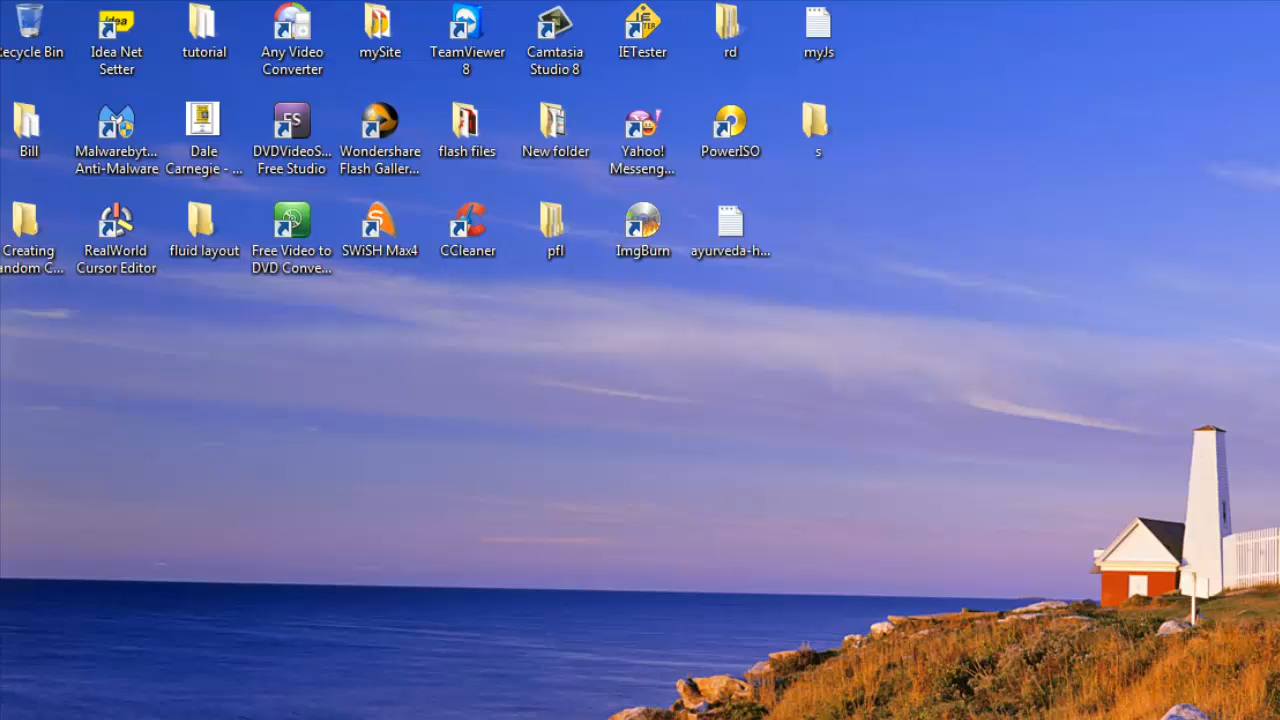 ecycle Bin
Idea Net
Setter
tutorial
Any Video
Converter
mySite
TeamViewer
8
Camtasia
Studio 8
IETester
rd
myJs
Bill
Malwarebyt...
Anti-Malware
Dale
Carnegie - ...
DVDVideoS...
Free Studio
Wondershare
Flash Galler...
flash files
New folder
Yahoo!
Messeng...
PowerISO
s
Creating
andom C...
RealWorld
Cursor Editor
fluid layout
Free Video to
DVD Conve...
SWiSH Max4
CCleaner
pfl
ImgBurn
ayurveda-h...